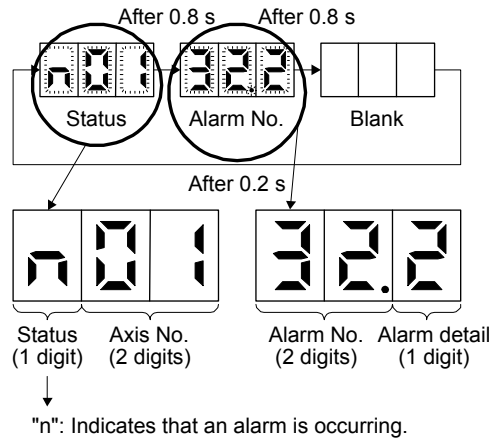 After 0.8 s After 0.8 s
n01 32.2
Status Alarm No. Blank
After 0.2 s
n01 32.2
Status Axis No. Alarm No. Alarm detail
(1 digit) (2 digits) (2 digits) (1 digit)
"n": Indicates that an alarm is occurring.